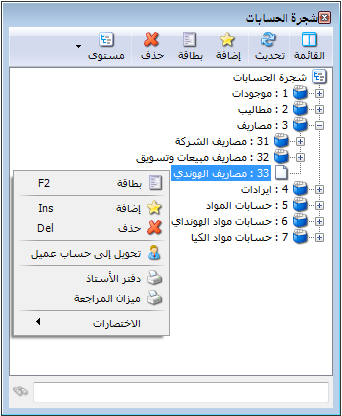 شجرة الحسابات
القائمة تحديث إضافة بطاقة حذف مستوى
شجرة الحسابات
1 : موجودات
2 : مطاليب
3 : مصاريف
31 : مصاريف الشركة
32 : مصاريف مبيعات وتسويق
33 : مصاريف الهوندي
4 : ايرادات
5 : حسابات المواد
6 : حسابات مواد الهونداي
7 : حسابات مواد الكيا
بطاقة F2
إضافة Ins
حذف Del
تحويل إلى حساب عميل
دفتر الأستاذ
ميزان المراجعة
الاختصارات